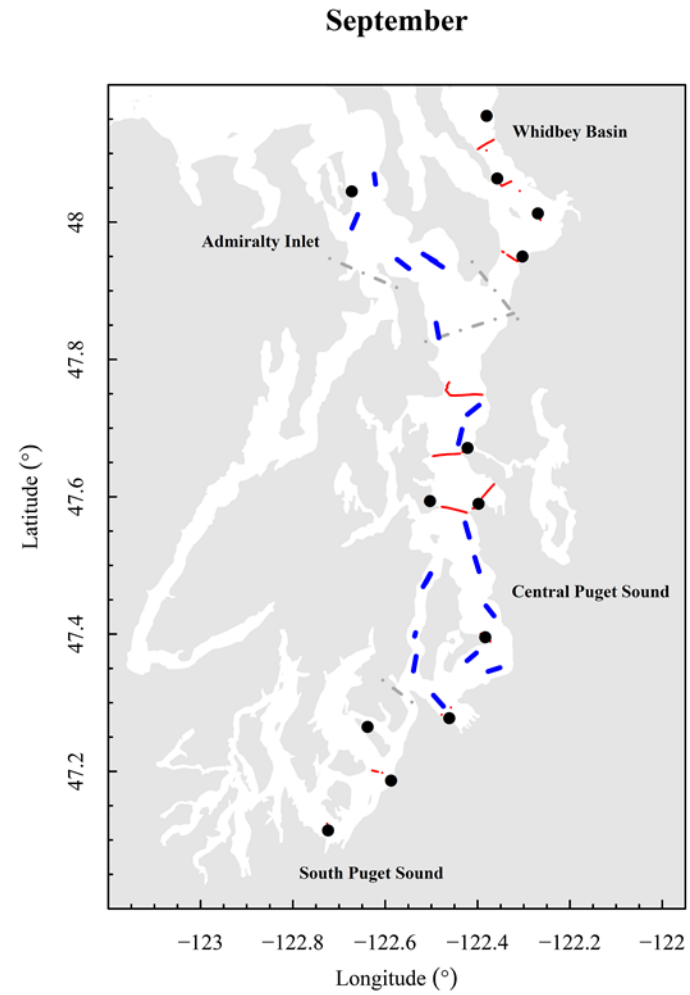 September
Whidbey Basin
Admiralty Inlet
Central Puget Sound
South Puget Sound
48
47.8
47.6
47.4
47.2
Latitude (°)
−123
−122.8
−122.6
−122.4
−122.2
−122
Longitude (°)